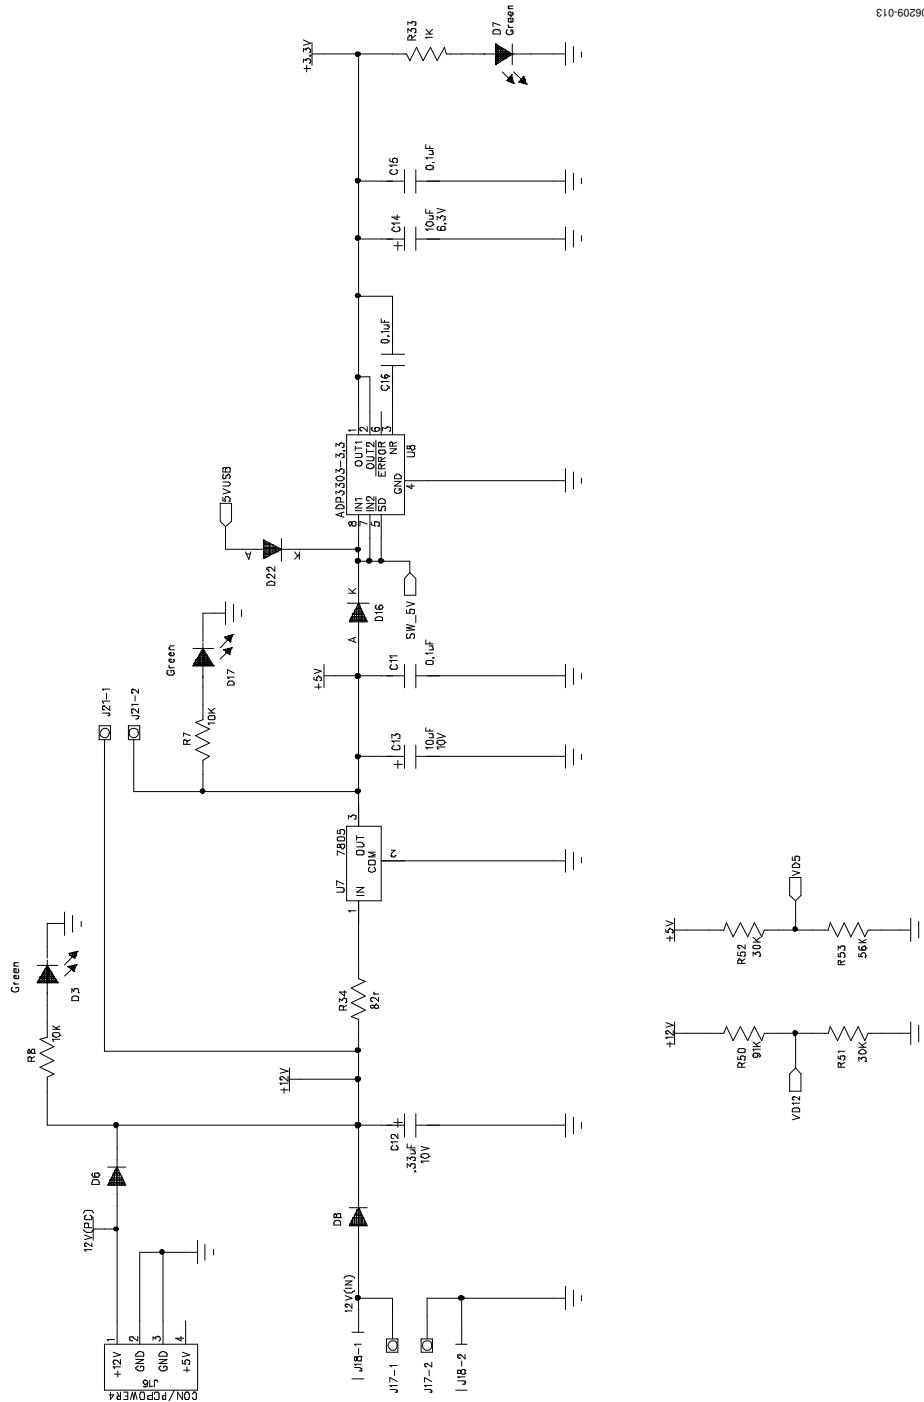 06209-013
+3.3V
R33
1K
D7
Green
C15
0.1uF
C14
10uF
6.3V
+
0.1uF
C16
ADP3303-3.3
U8
OUT1
OUT2
ERROR
NR
GND
IN1
IN2
SD
1
2
6
3
4
8
7
5
5VUSB
A
K
D22
SW_5V
K
A
D16
Green
D17
R7
10K
J21-1
J21-2
+5V
C11
0.1uF
C13
10uF
10V
+
U7
7805
IN
OUT
COM
1
3
2
R34
82r
Green
D3
R8
10K
+12V
C12
.33uF
10V
+
D6
12V(PC)
D8
12V(IN)
J18-1
J17-1
J17-2
J18-2
+12V
GND
GND
+5V
1
2
3
4
J16
CON/PCPOWER4
+5V
R52
30K
VD5
R53
56K
+12V
R50
91K
VD12
R51
30K